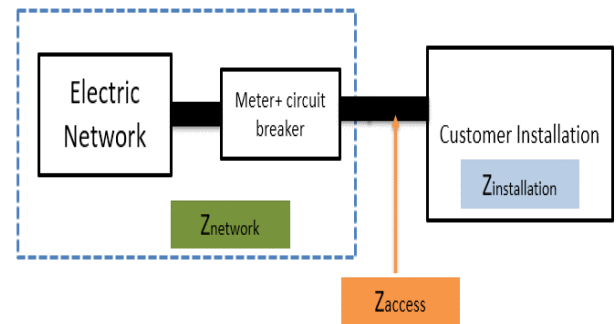 Electric
Network
Meter+ circuit
breaker
Customer Installation
Zinstallation
Znetwork
Zaccess